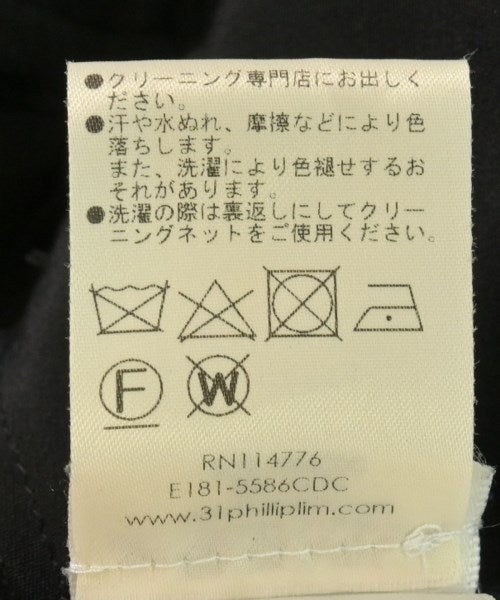 ●クリーニング専門店にお出しく
ださい。
●汗や水ぬれ、摩擦などにより色
落ちします。
また、洗濯により色褪せするお
それがあります。
●洗濯の際は裏返しにしてクリー
ニングネットをご使用ください。
F W
RN114776
E181-5586CDC
www.31philliplim.com